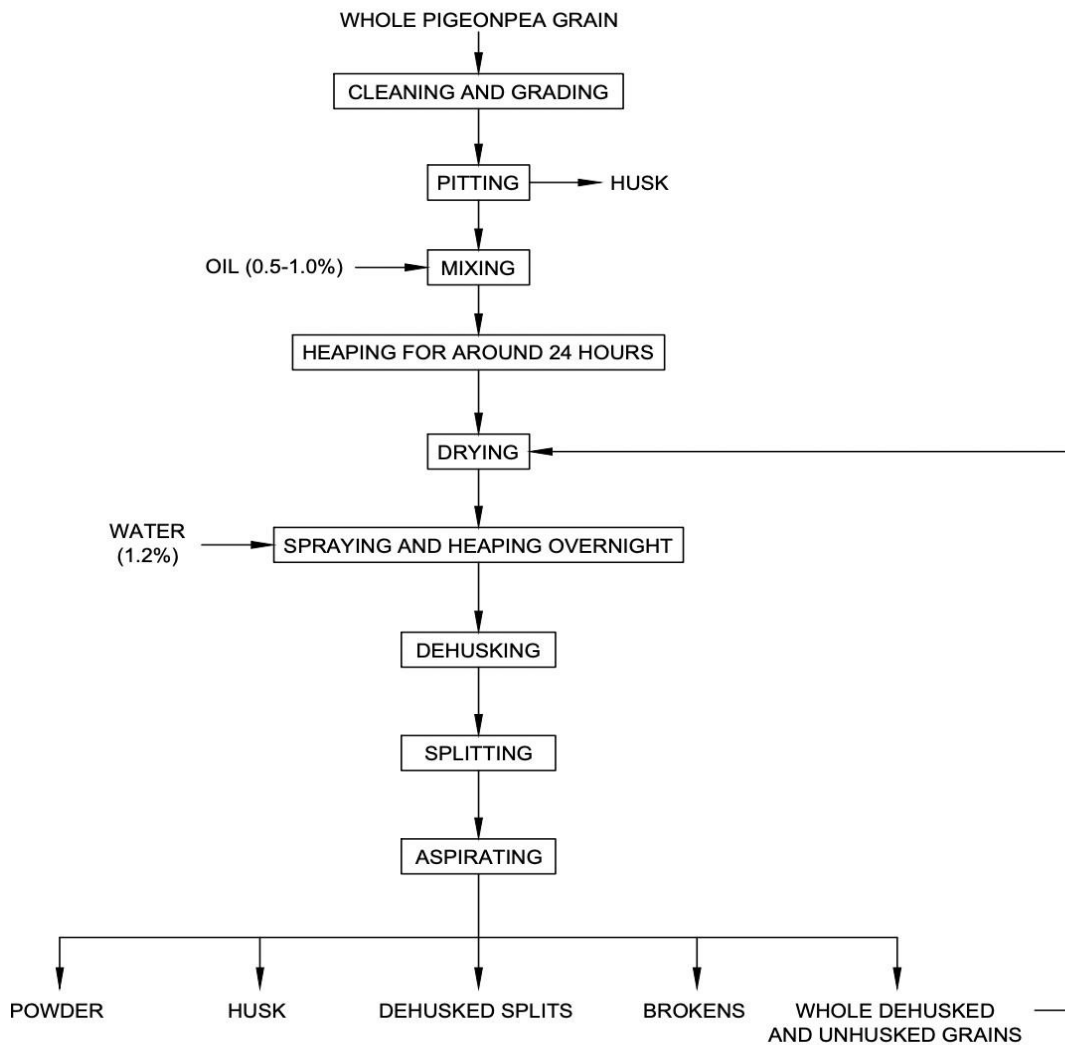 WHOLE PIGEONPEA GRAIN
CLEANING AND GRADING
PITTING
HUSK
OIL (0.5-1.0%)
MIXING
HEAPING FOR AROUND 24 HOURS
DRYING
WATER
(1.2%)
SPRAYING AND HEAPING OVERNIGHT
DEHUSKING
SPLITTING
ASPIRATING
POWDER
HUSK
DEHUSKED SPLITS
BROKENS
WHOLE DEHUSKED
AND UNHUSKED GRAINS